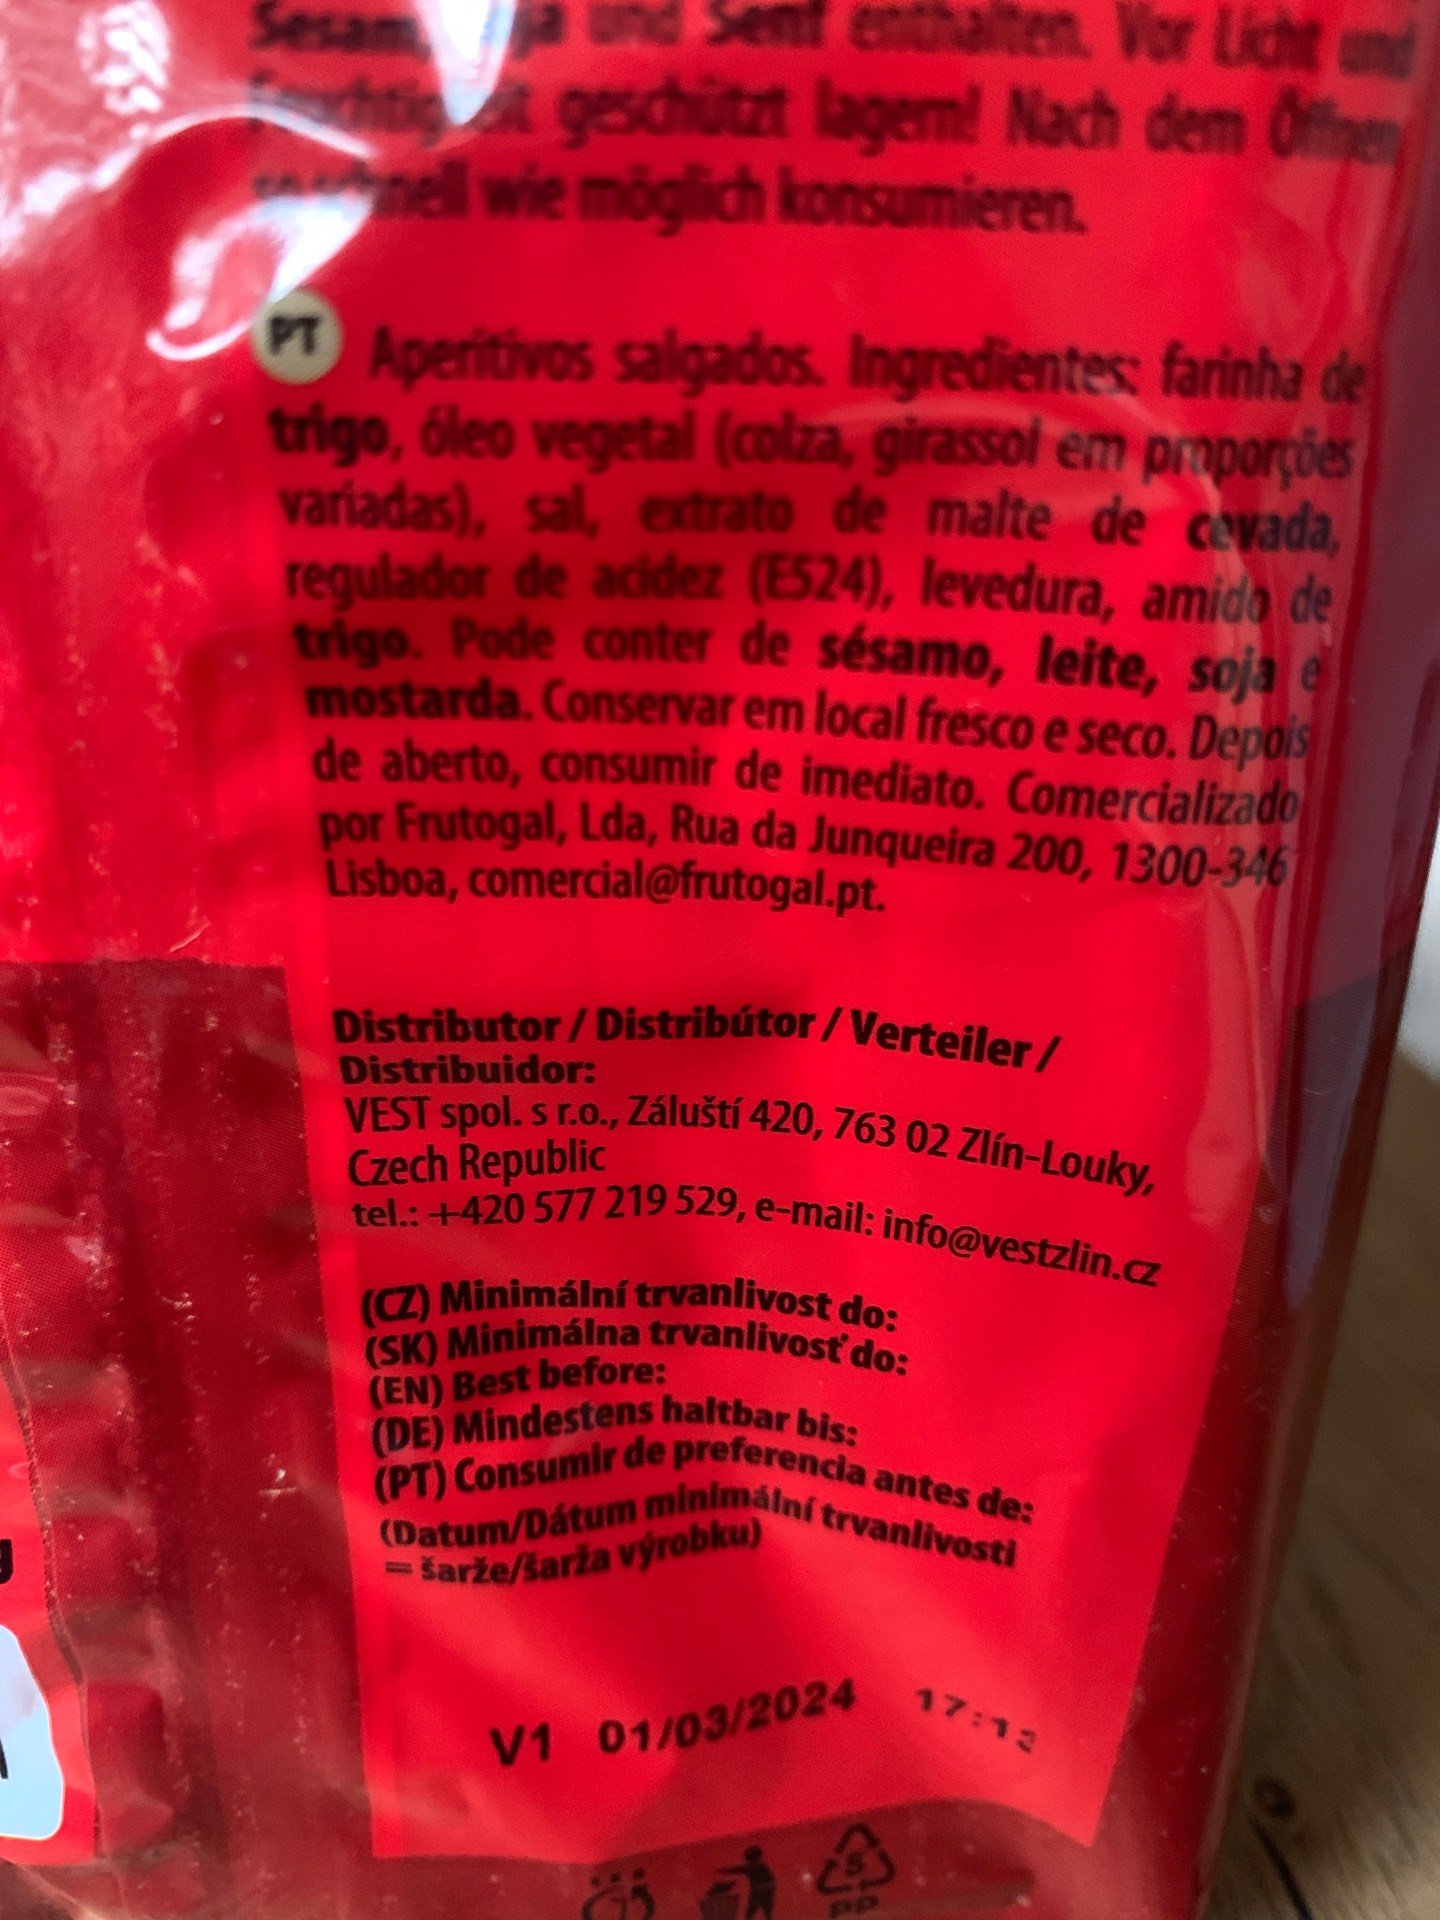 und Senf enthalten. Vor Licht und
geschützt lagern! Nach dem Öffnen
wie möglich konsumieren.
PT Aperitivos salgados. Ingredientes: farinha de
trigo, óleo vegetal (colza, girassol em proporções
variadas), sal, extrato de malte de cevada,
regulador de acidez (E524), levedura, amido de
trigo. Pode conter de sésamo, leite, soja e
mostarda. Conservar em local fresco e seco. Depois
de aberto, consumir de imediato. Comercializado
por Frutogal, Lda, Rua da Junqueira 200, 1300-346
Lisboa, comercial@frutogal.pt.
Distributor / Distribútor / Verteiler /
Distribuidor:
VEST spol. s r.o., Záluští 420, 763 02 Zlín-Louky,
Czech Republic
tel.: +420 577 219 529, e-mail: info@vestzlin.cz
(CZ) Minimální trvanlivost do:
(SK) Minimálna trvanlivosť do:
(EN) Best before:
(DE) Mindestens haltbar bis:
(PT) Consumir de preferencia antes de:
(Datum/Dátum minimální trvanlivosti
= šarže/šarža výrobku)
V1 01/03/2024 17:13
5
PP